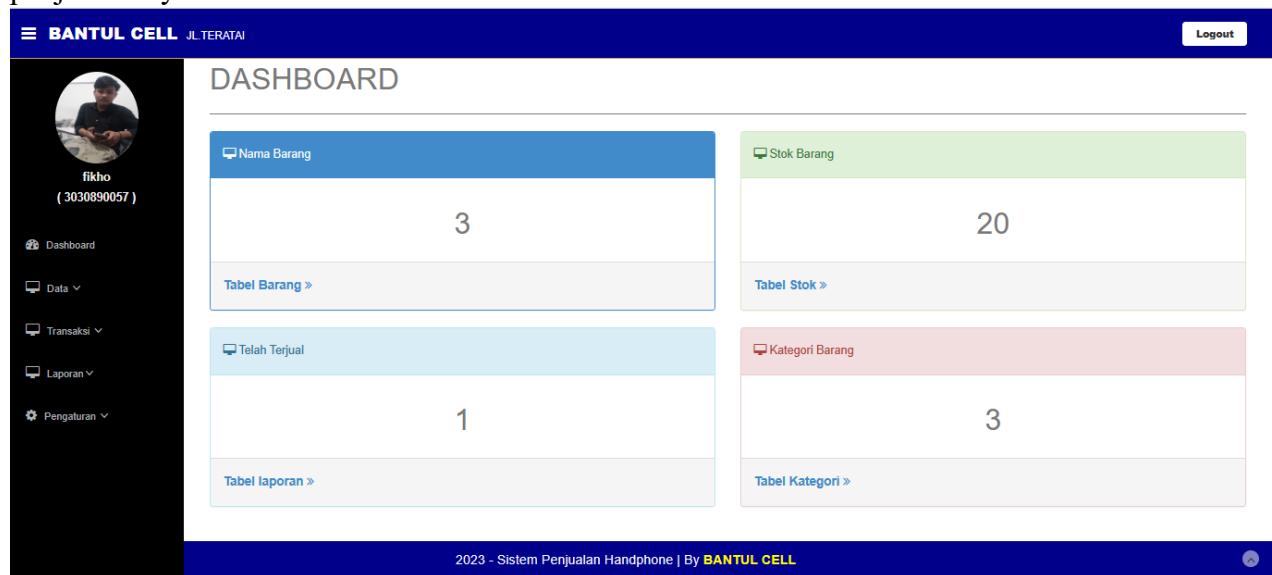 BANTUL CELL JL.TERATAI
Logout
fikho
( 3030890057 )
Dashboard
Data
Transaksi
Laporan
Pengaturan
DASHBOARD
Nama Barang
3
Tabel Barang »
Stok Barang
20
Tabel Stok »
Telah Terjual
1
Tabel laporan »
Kategori Barang
3
Tabel Kategori »
2023 - Sistem Penjualan Handphone | By BANTUL CELL